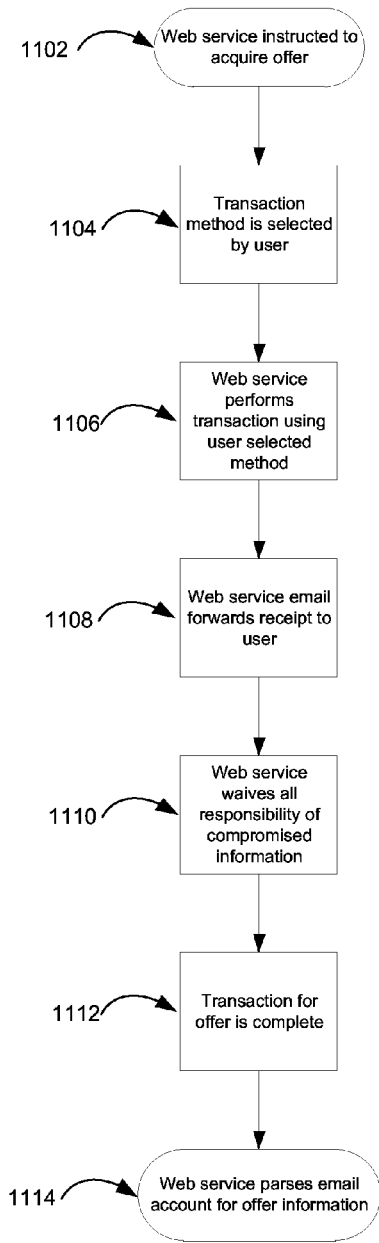 1102
Web service instructed to
acquire offer
1104
Transaction
method is selected
by user
1106
Web service
performs
transaction using
user selected
method
1108
Web service email
forwards receipt to
user
1110
Web service
waives all
responsibility of
compromised
information
1112
Transaction for
offer is complete
1114
Web service parses email
account for offer information